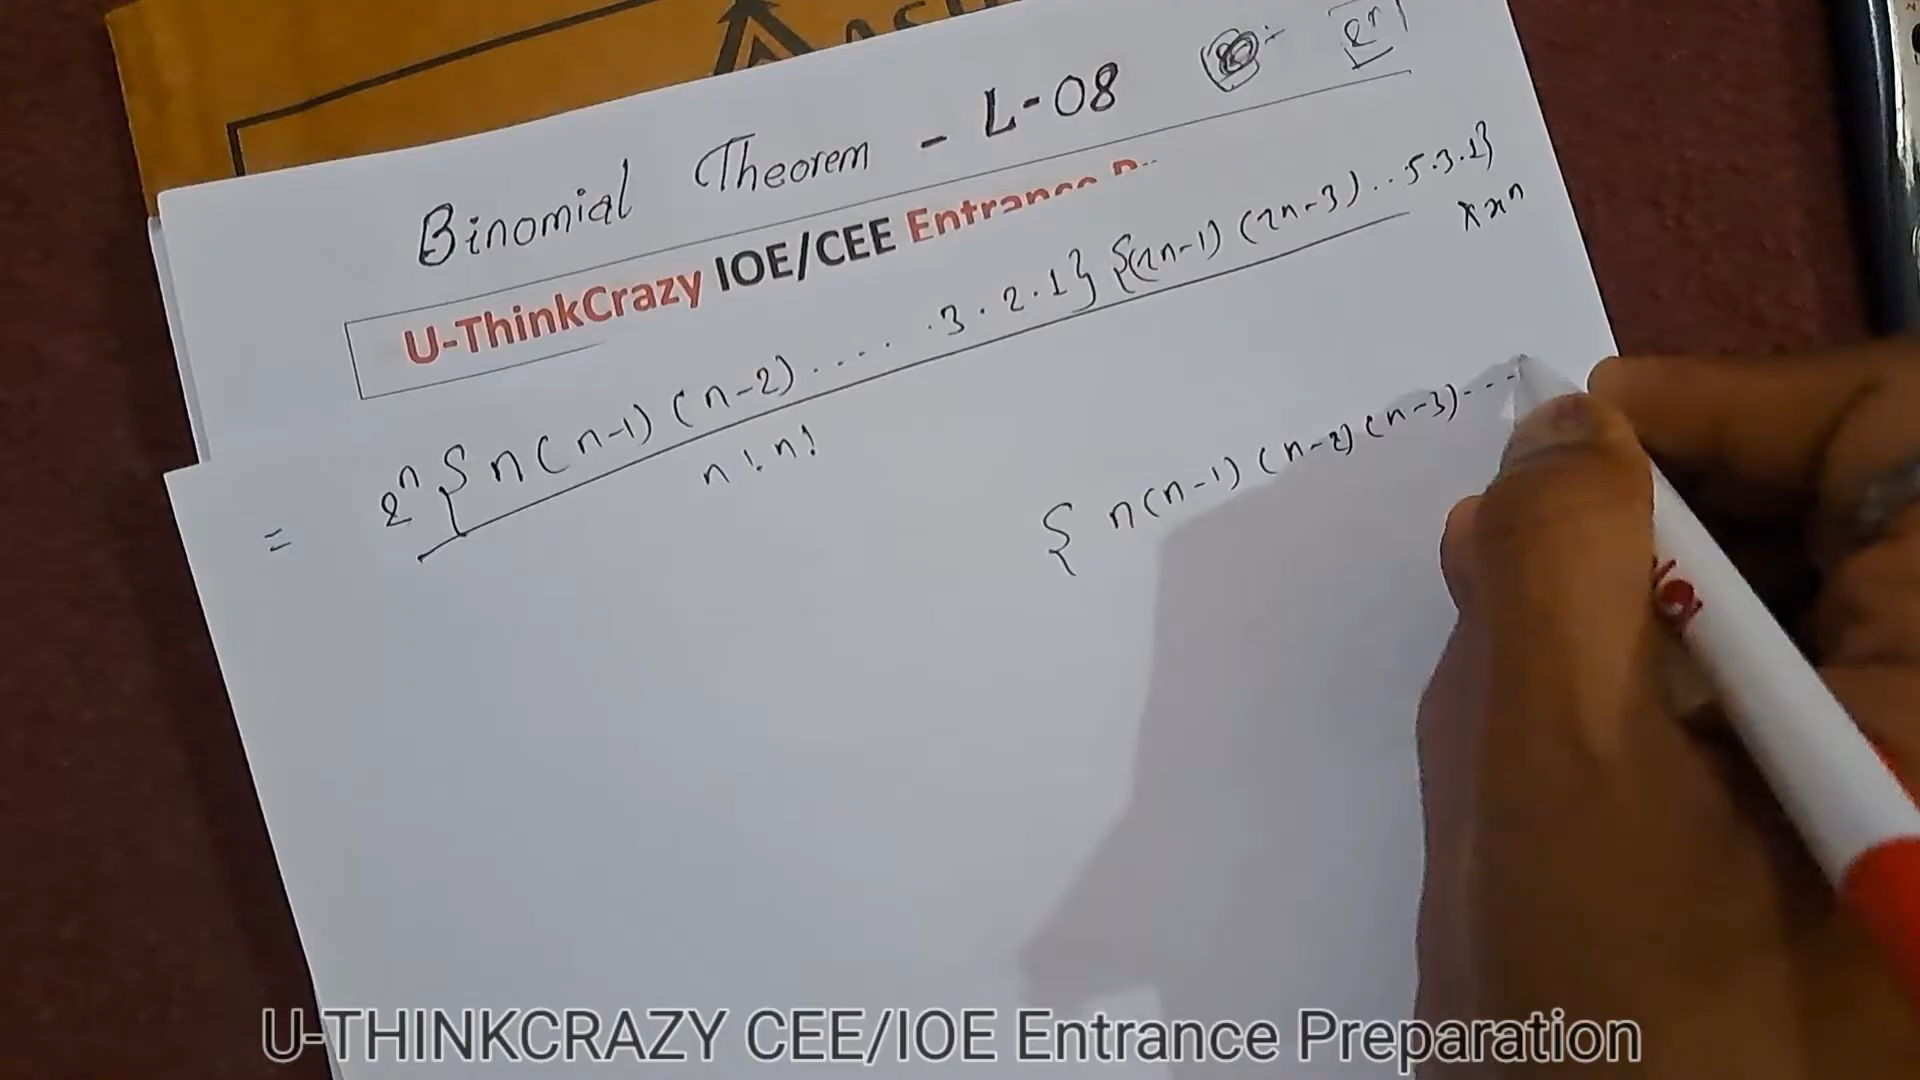 2ⁿ
Binomial Theorem - L-08
U-ThinkCrazy IOE/CEE Entrance
= 2ⁿ {n(n-1)(n-2).... .3.2.1} {(2n-1)(2n-3)..5.3.1}
× xⁿ
n! n!
{ n(n-1)(n-2)(n-3)---
U-THINKCRAZY CEE/IOE Entrance Preparation